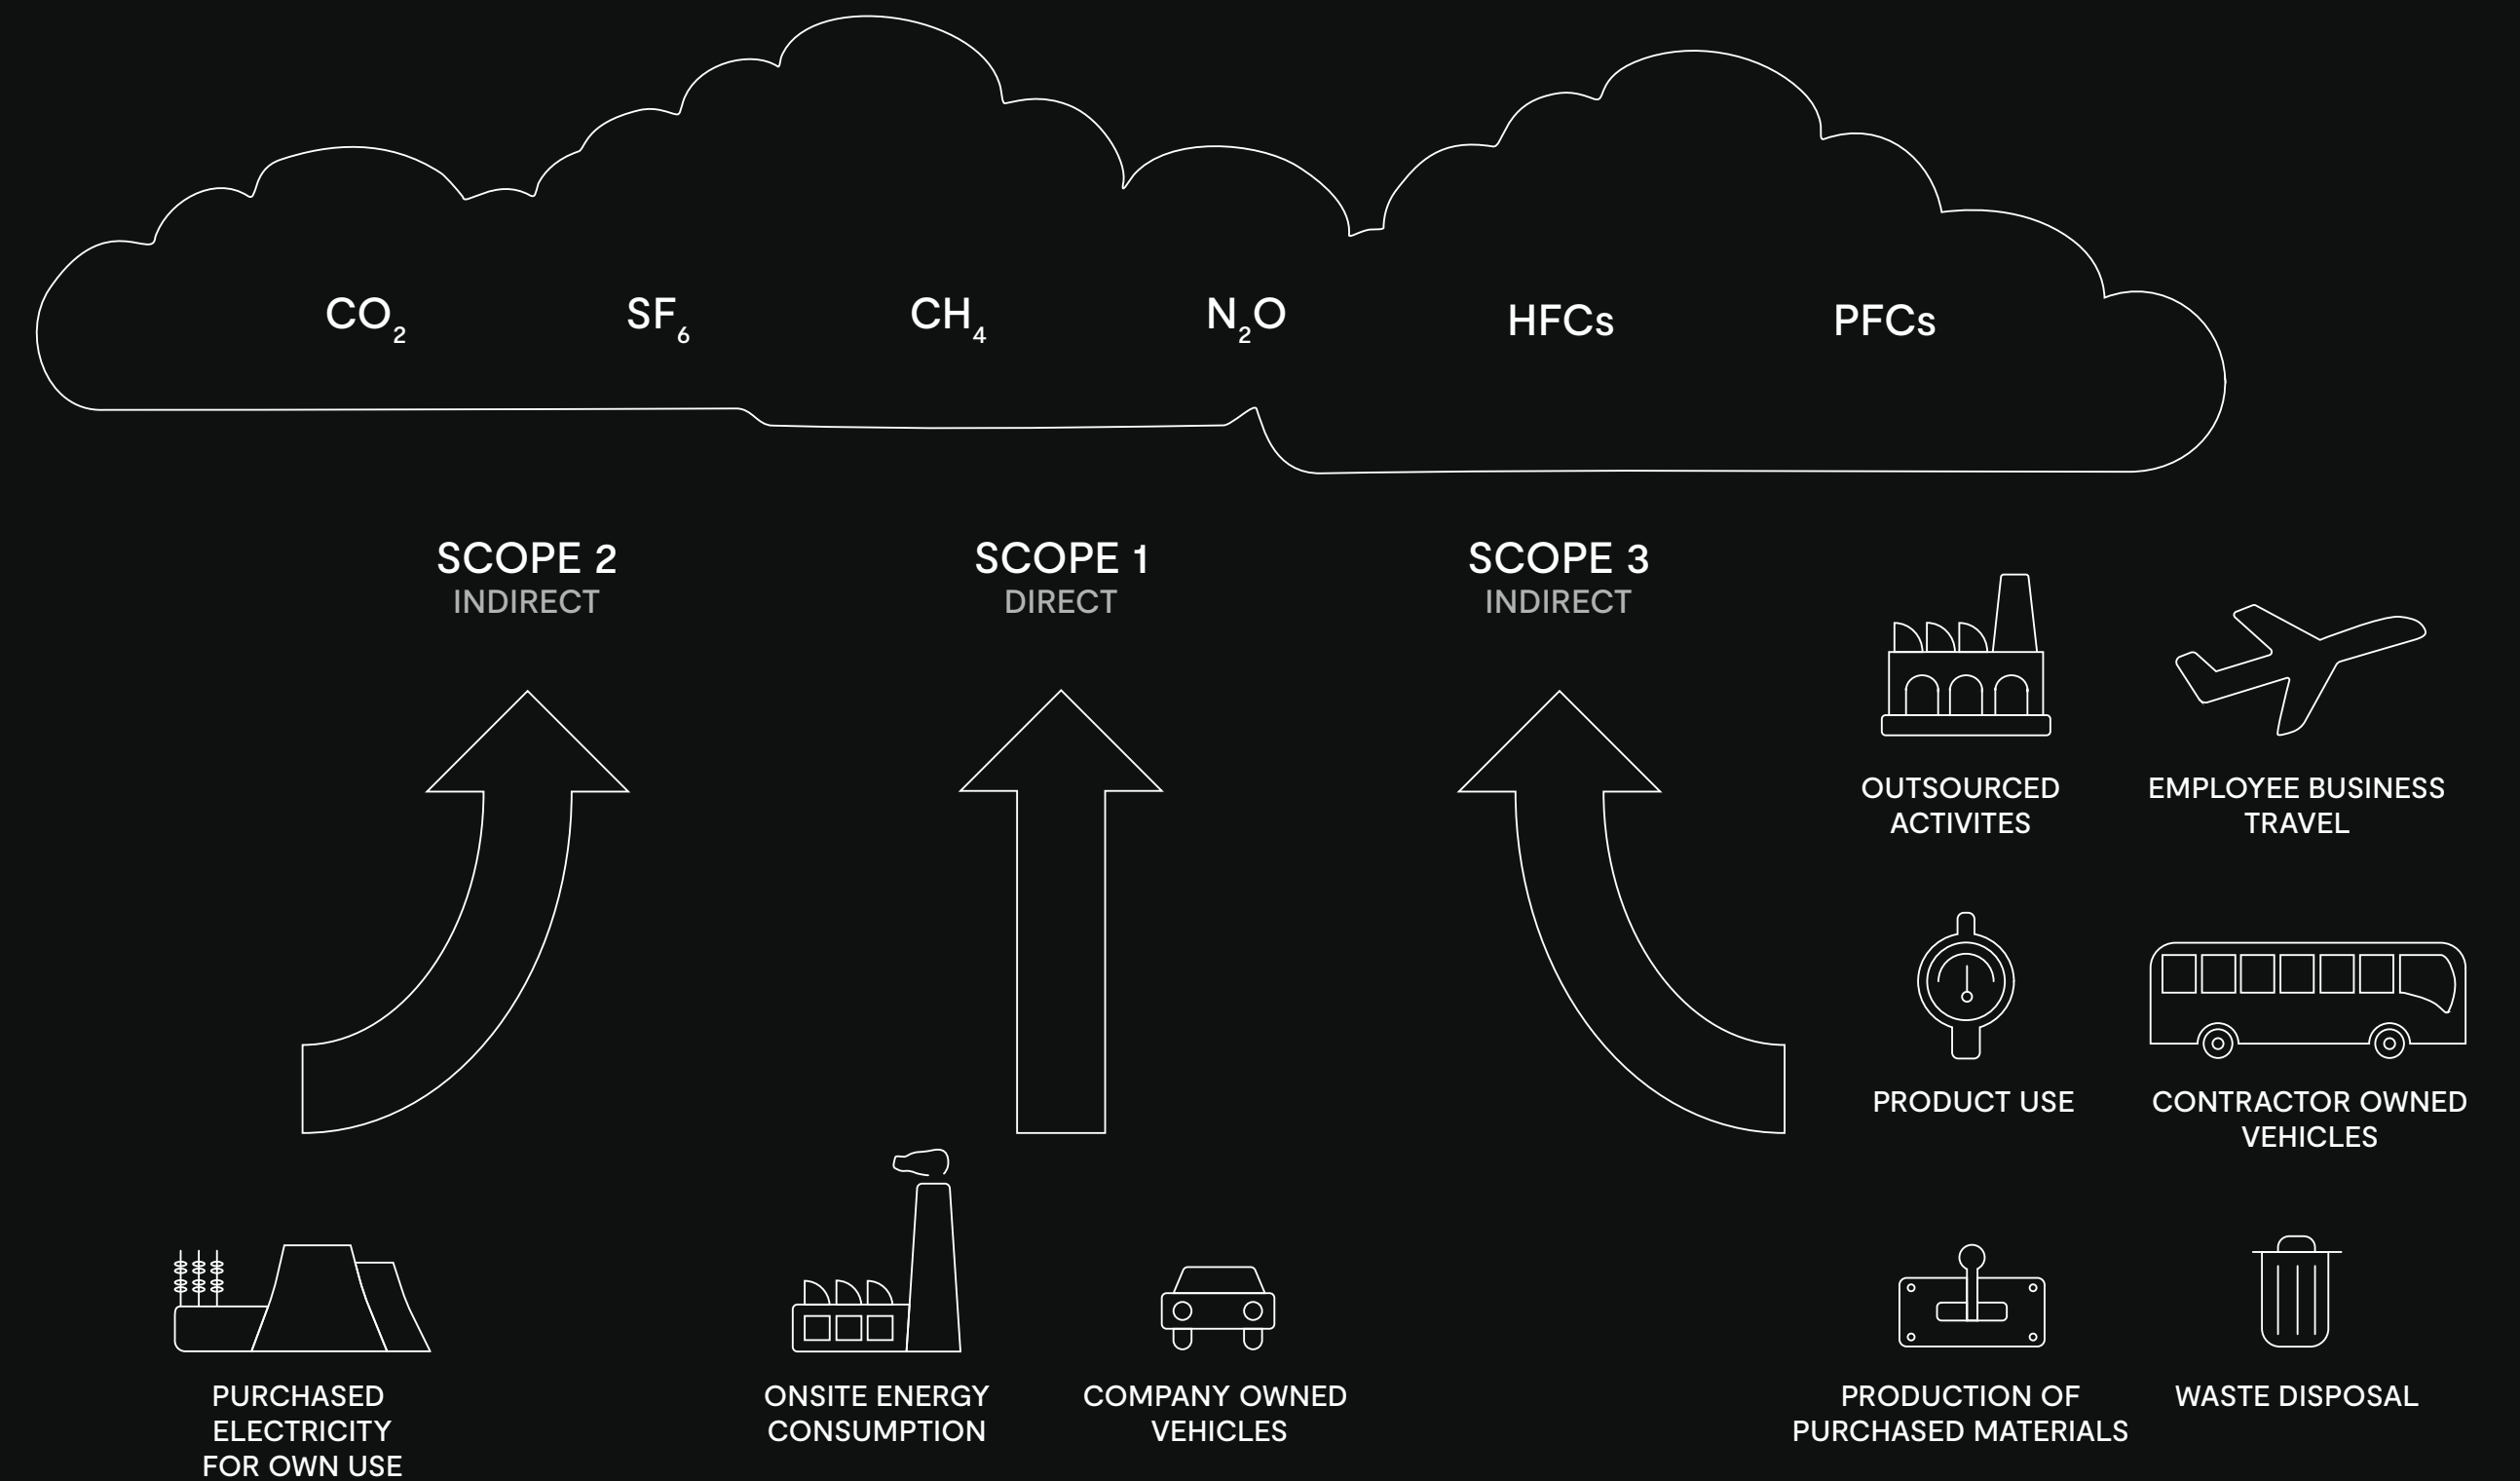 CO2
SF6
CH4
N2O
HFCs
PFCs
SCOPE 2
INDIRECT
SCOPE 1
DIRECT
SCOPE 3
INDIRECT
OUTSOURCED
ACTIVITES
EMPLOYEE BUSINESS
TRAVEL
PRODUCT USE
CONTRACTOR OWNED
VEHICLES
PURCHASED
ELECTRICITY
FOR OWN USE
ONSITE ENERGY
CONSUMPTION
COMPANY OWNED
VEHICLES
PRODUCTION OF
PURCHASED MATERIALS
WASTE DISPOSAL